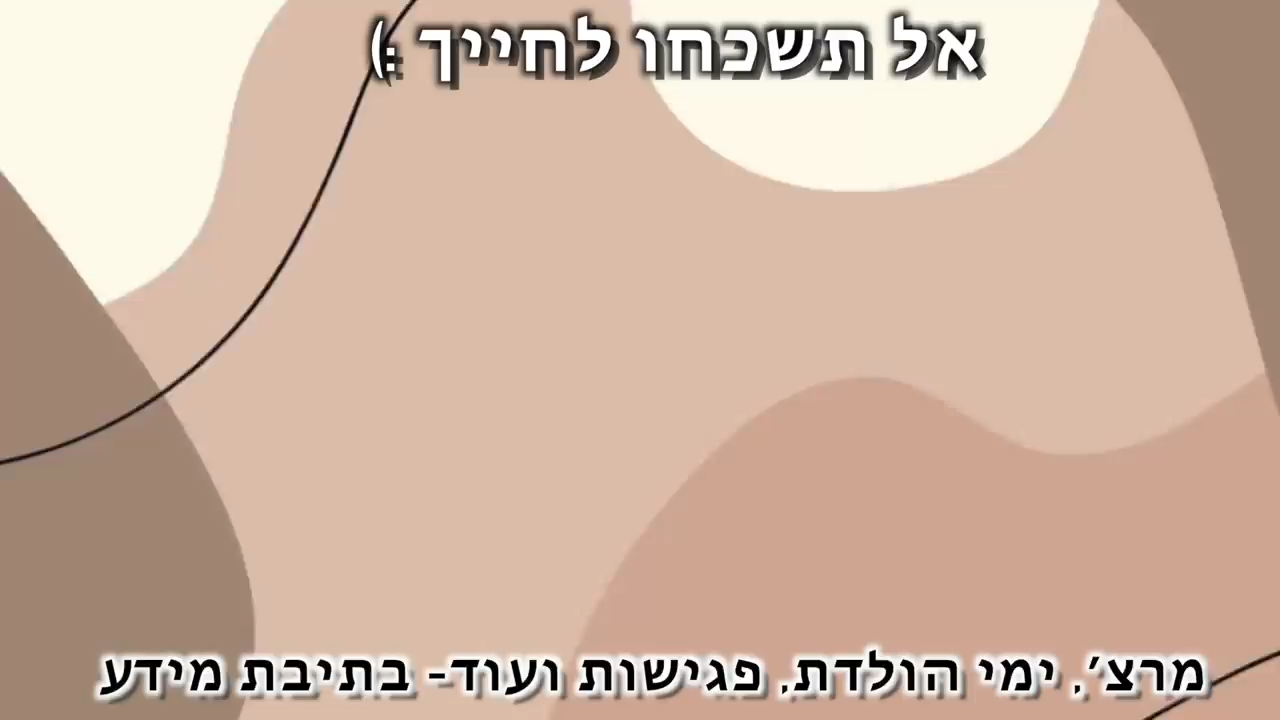 אל תשכחו לחייך :)
מרצ', ימי הולדת, פגישות ועוד- בתיבת מידע